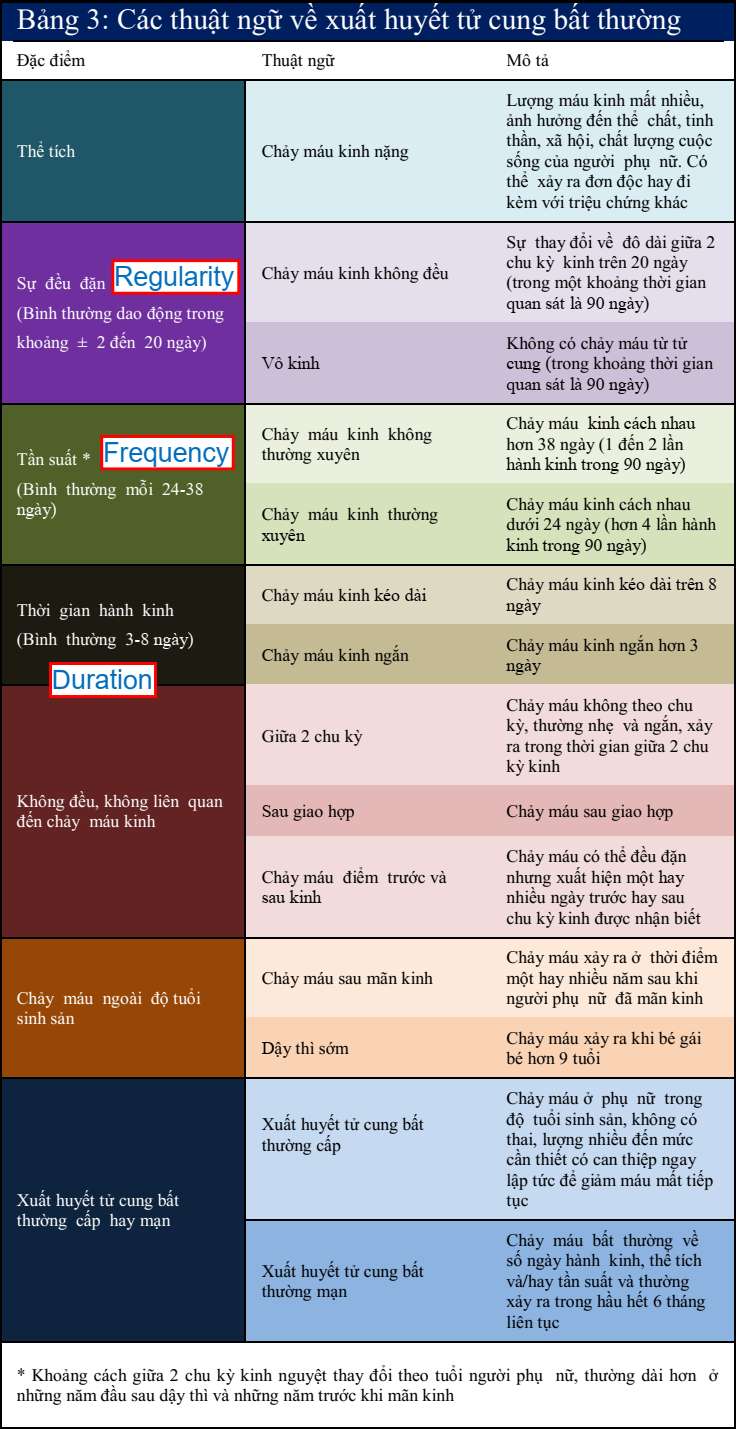 Bảng 3: Các thuật ngữ về xuất huyết tử cung bất thường
Đặc điểm
Thuật ngữ
Mô tả
Thể tích
Chảy máu kinh nặng
Lượng máu kinh mất nhiều,
ảnh hưởng đến thể chất, tinh
thần, xã hội, chất lượng cuộc
sống của người phụ nữ. Có
thể xảy ra đơn độc hay đi
kèm với triệu chứng khác
Sự đều đặn Regularity
(Bình thường dao động trong
khoảng ± 2 đến 20 ngày)
Chảy máu kinh không đều
Sự thay đổi về đô dài giữa 2
chu kỳ kinh trên 20 ngày
(trong một khoảng thời gian
quan sát là 90 ngày)
Vô kinh
Không có chảy máu từ tử
cung (trong khoảng thời gian
quan sát là 90 ngày)
Tần suất * Frequency
(Bình thường mỗi 24-38
ngày)
Chảy máu kinh không
thường xuyên
Chảy máu kinh cách nhau
hơn 38 ngày (1 đến 2 lần
hành kinh trong 90 ngày)
Chảy máu kinh thường
xuyên
Chảy máu kinh cách nhau
dưới 24 ngày (hơn 4 lần hành
kinh trong 90 ngày)
Thời gian hành kinh
(Bình thường 3-8 ngày)
Duration
Chảy máu kinh kéo dài
Chảy máu kinh kéo dài trên 8
ngày
Chảy máu kinh ngắn
Chảy máu kinh ngắn hơn 3
ngày
Không đều, không liên quan
đến chảy máu kinh
Giữa 2 chu kỳ
Chảy máu không theo chu
kỳ, thường nhẹ và ngắn, xảy
ra trong thời gian giữa 2 chu
kỳ kinh
Sau giao hợp
Chảy máu sau giao hợp
Chảy máu điểm trước và
sau kinh
Chảy máu có thể đều đặn
nhưng xuất hiện một hay
nhiều ngày trước hay sau
chu kỳ kinh được nhận biết
Chảy máu ngoài độ tuổi
sinh sản
Chảy máu sau mãn kinh
Chảy máu xảy ra ở thời điểm
một hay nhiều năm sau khi
người phụ nữ đã mãn kinh
Dậy thì sớm
Chảy máu xảy ra khi bé gái
bé hơn 9 tuổi
Xuất huyết tử cung bất
thường cấp hay mạn
Xuất huyết tử cung bất
thường cấp
Chảy máu ở phụ nữ trong
độ tuổi sinh sản, không có
thai, lượng nhiều đến mức
cần thiết có can thiệp ngay
lập tức để giảm máu mất tiếp
tục
Xuất huyết tử cung bất
thường mạn
Chảy máu bất thường về
số ngày hành kinh, thể tích
và/hay tần suất và thường
xảy ra trong hầu hết 6 tháng
liên tục
* Khoảng cách giữa 2 chu kỳ kinh nguyệt thay đổi theo tuổi người phụ nữ, thường dài hơn ở
những năm đầu sau dậy thì và những năm trước khi mãn kinh